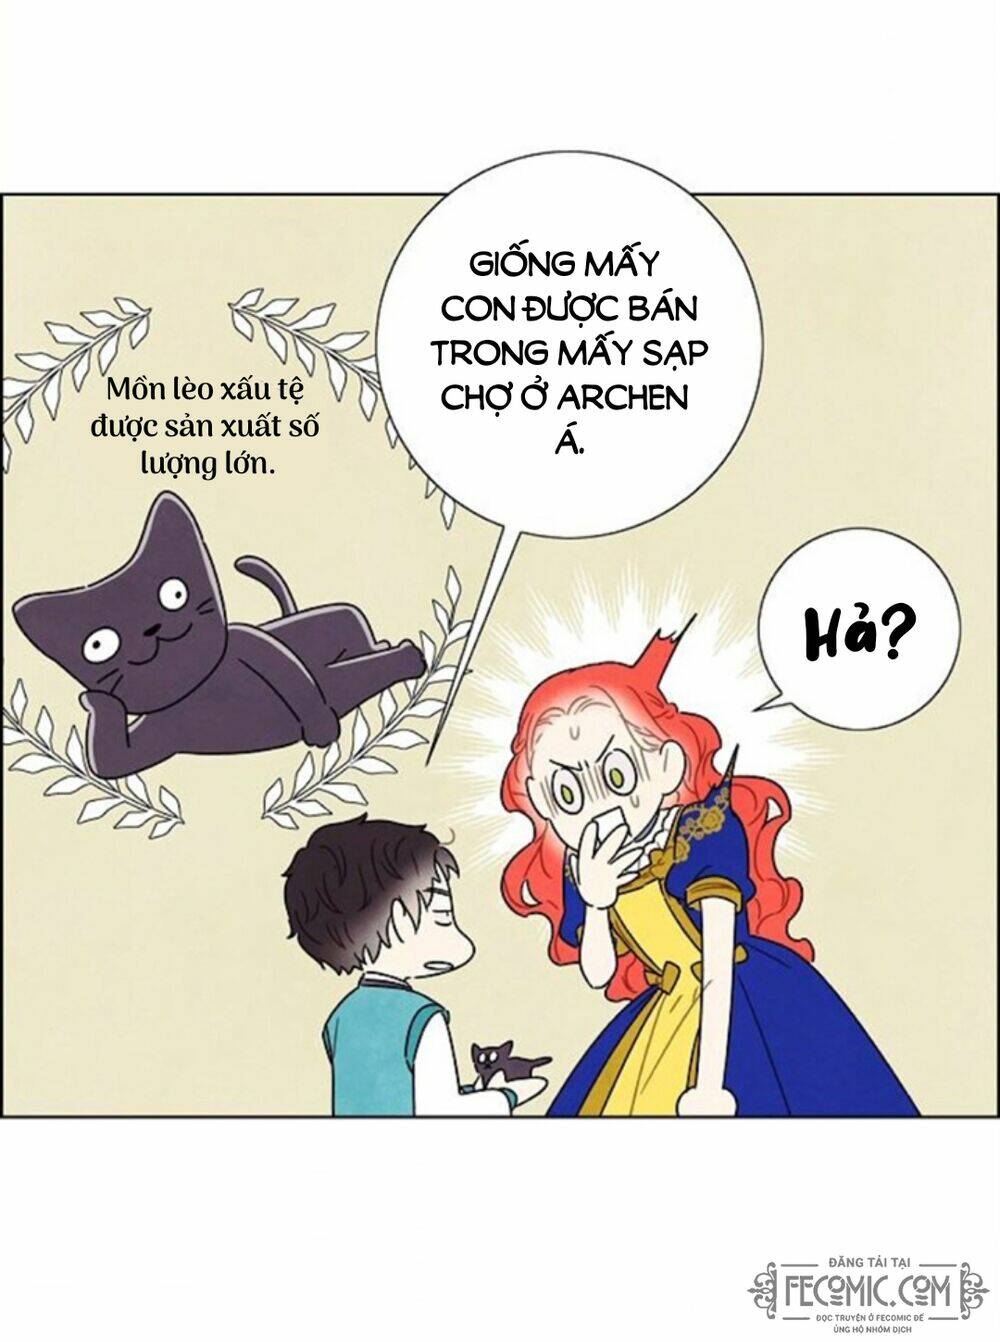 GIỐNG MẤY
CON ĐƯỢC BÁN
TRONG MẤY SẠP
CHỢ Ở ARCHEN
Á.
Mồn lèo xấu tệ
được sản xuất số
lượng lớn.
Hả?
ĐĂNG TẢI TẠI
FECOMIC.COM
ĐỌC TRUYỆN Ở FECOMIC ĐỂ
ỦNG HỘ NHÓM DỊCH